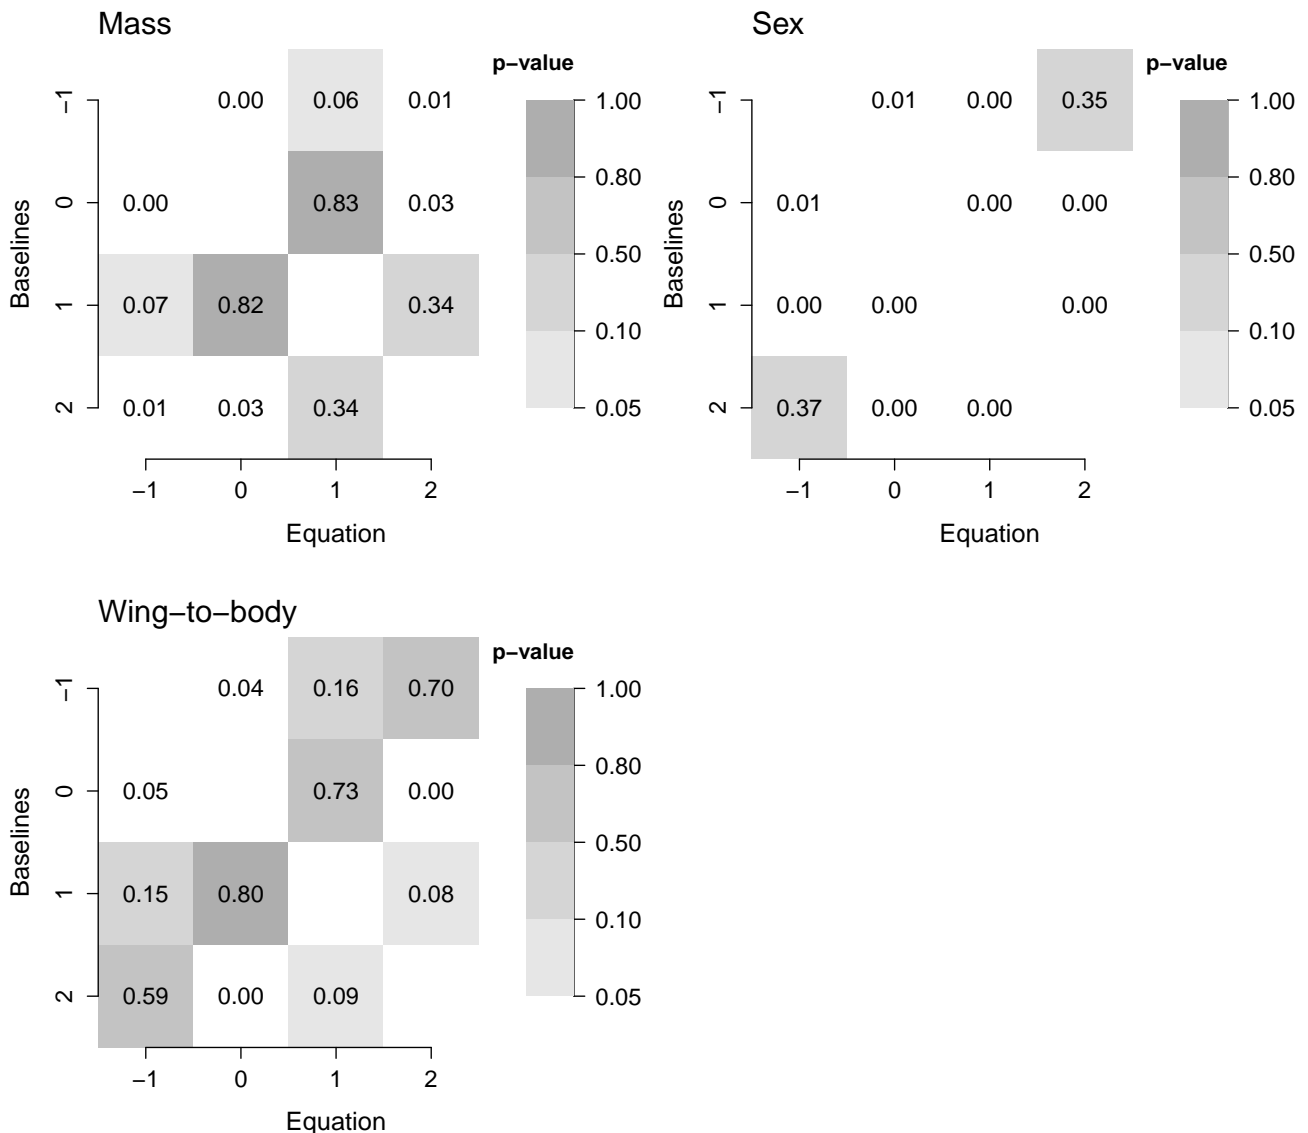 Mass
p−value
−1 0.00 0.06 0.01 1.00
0.80
0 0.00 0.83 0.03
0.50
Baselines
1 0.07 0.82 0.34
0.10
2 0.01 0.03 0.34 0.05
−1 0 1 2
Equation
Sex
p−value
−1 0.01 0.00 0.35 1.00
0.80
0 0.01 0.00 0.00
0.50
Baselines
1 0.00 0.00 0.00
0.10
2 0.37 0.00 0.00 0.05
−1 0 1 2
Equation
Wing−to−body
p−value
−1 0.04 0.16 0.70 1.00
0.80
0 0.05 0.73 0.00
0.50
Baselines
1 0.15 0.80 0.08
0.10
2 0.59 0.00 0.09 0.05
−1 0 1 2
Equation